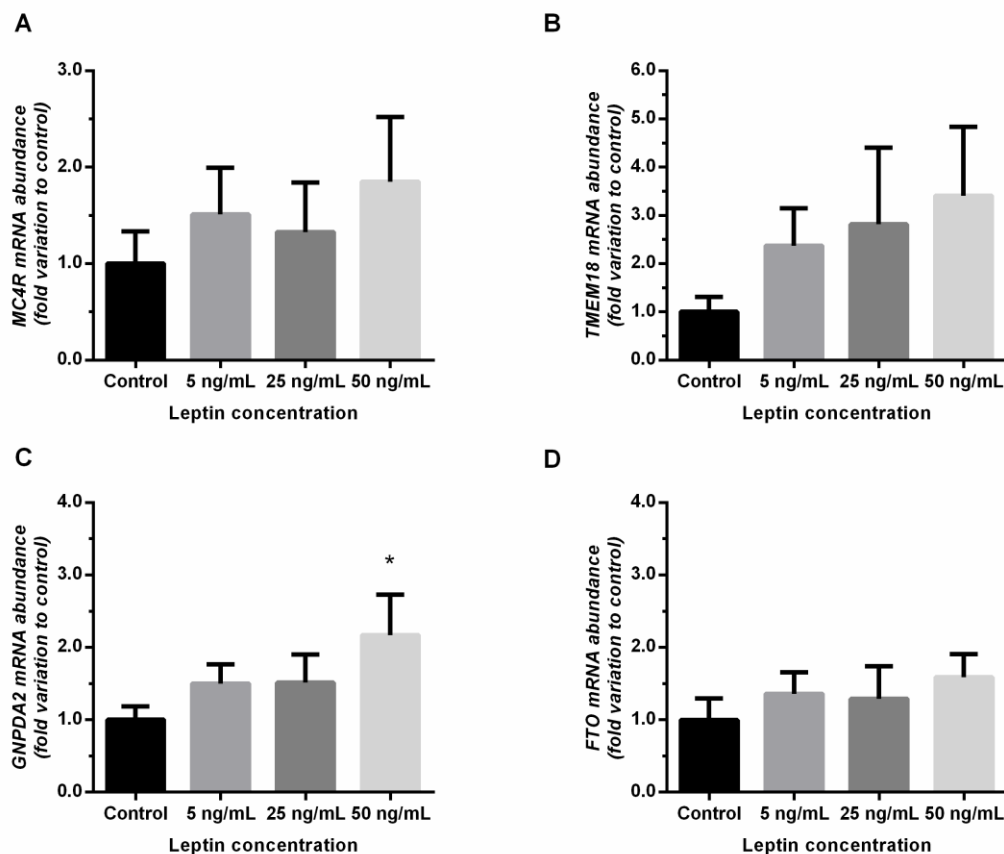 A
MC4R mRNA abundance
(fold variation to control)
3.0
2.0
1.0
0.0
Control 5 ng/mL 25 ng/mL 50 ng/mL
Leptin concentration
B
TMEM18 mRNA abundance
(fold variation to control)
6.0
5.0
4.0
3.0
2.0
1.0
0.0
Control 5 ng/mL 25 ng/mL 50 ng/mL
Leptin concentration
C
GNPDA2 mRNA abundance
(fold variation to control)
4.0
3.0
2.0
1.0
0.0
*
Control 5 ng/mL 25 ng/mL 50 ng/mL
Leptin concentration
D
FTO mRNA abundance
(fold variation to control)
4.0
3.0
2.0
1.0
0.0
Control 5 ng/mL 25 ng/mL 50 ng/mL
Leptin concentration